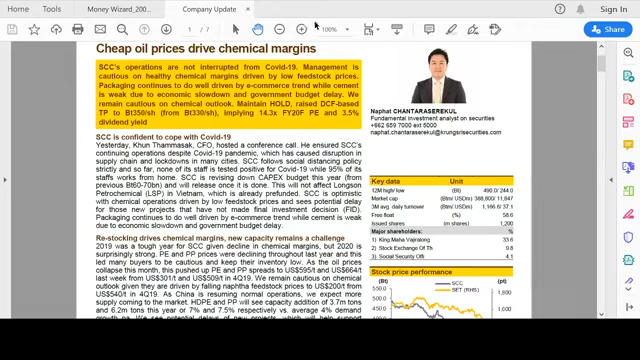 Home
Tools
Money Wizard_200...
Company Update
Sign In
1 / 7
100%
Share
Cheap oil prices drive chemical margins
SCC's operations are not interrupted from Covid-19. Management is
cautious on healthy chemical margins driven by low feedstock prices.
Packaging continues to do well driven by e-commerce trend while cement
is weak due to economic slowdown and government budget delay. We
remain cautious on chemical outlook. Maintain HOLD, raised DCF-based
TP to Bt350/sh (from Bt330/sh), implying 14.3x FY20F PE and 3.5%
dividend yield
SCC is confident to cope with Covid-19
Yesterday, Khun Thammasak, CFO, hosted a conference call. He ensured SCC's
continuing operations despite Covid-19 pandemic, which has caused disruption in
supply chain and lockdowns in many cities. SCC follows social distancing policy
strictly and so far, none of its staff is tested positive for Covid-19 while 95% of its
staffs works from home. SCC is revising down CAPEX budget this year (from
previous Bt60-70bn) and will release once it is done. This will not affect Longson
Petrochemical (LSP) in Vietnam, which is already prefunded. SCC is optimistic
with chemical operations driven by low feedstock prices and sees potential delay
for those new projects that have not made final investment decision (FID).
Packaging continues to do well driven by e-commerce trend while cement is weak
due to economic slowdown and government budget delay.
Re-stocking drives chemical margins, new capacity remains a challenge
2019 was a tough year for SCC given decline in chemical margins, but 2020 is
surprisingly strong. PE and PP prices were declining throughout last year and this
led many buyers to be cautious and keep their inventory low. As the oil prices
collapse this month, this pushed up PE and PP spreads to US$595/t and US$664/t
last week from US$301/t and US$509/t in 4Q19. We remain cautious on chemical
outlook given they are driven by falling naphtha feedstock prices to US$200/t from
US$540/t in 4Q19. As China is resuming normal operations, we expect more
supply coming to the market. HDPE and PP will see capacity addition of 3.7m tons
and 6.2m tons this year or 7% and 7.5% respectively vs. average 4% demand
Naphat CHANTARASEREKUL
Fundamental investment analyst on securities
+662 659 7000 ext 5000
naphat.chantaraserekul@krungsrisecurities.com
Key data Unit
12M high/low (Bt) 490.0/ 244.0
Market cap (Btm/ USDm) 388,800/ 11,847
3M avg. daily turnover (Btm/ USDm) 1,196.6/ 37.1
Free float (%) 58.6
Issued shares (m shares) 1,200
Major shareholders %
1) King Maha Vajiralong 33.6
2) Stock Exchange Of Th 9.8
3) Social Security Offi 4.1
Stock price performance
(Bt)
SCC
SET (RHS)
(pt)
550.0
500.0
450.0
400.0
1,800
1,600